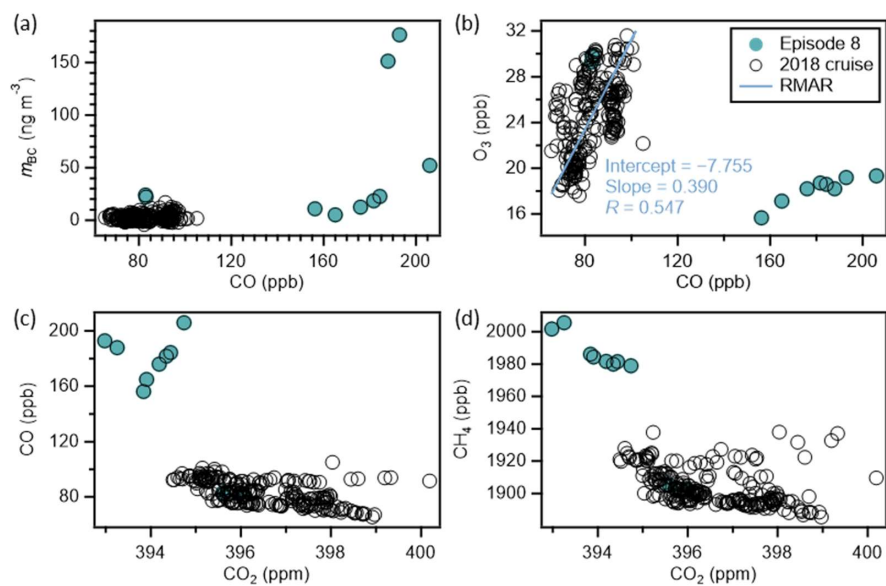 (a)
150
100
50
0
mBC (ng m⁻³)
80
120
160
200
CO (ppb)
(b)
32
28
24
20
16
O₃ (ppb)
Episode 8
2018 cruise
RMAR
Intercept = −7.755
Slope = 0.390
R = 0.547
80
120
160
200
CO (ppb)
(c)
200
160
120
80
CO (ppb)
394
396
398
400
CO₂ (ppm)
(d)
2000
1980
1960
1940
1920
1900
CH₄ (ppb)
394
396
398
400
CO₂ (ppm)